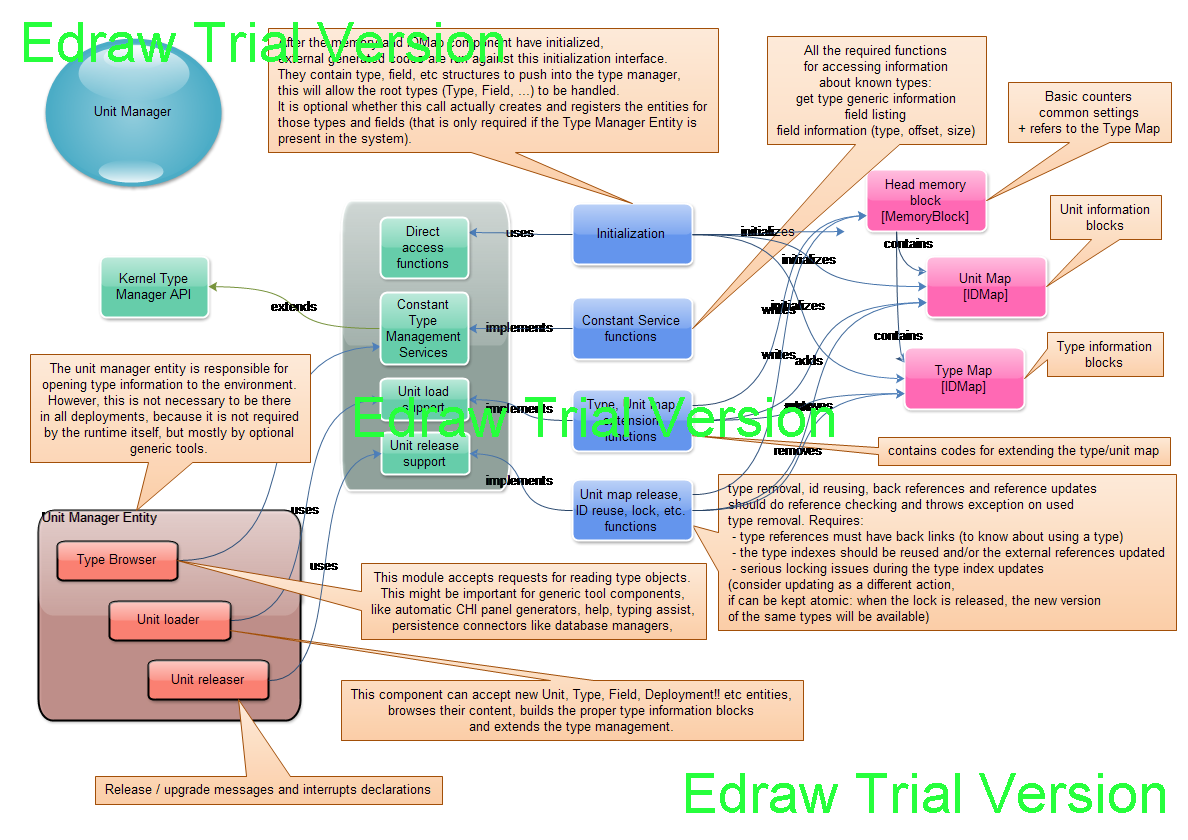 Edraw Trial Version
Unit Manager
After the memory and IDMap component have initialized,
external generated codes are run against this initialization interface.
They contain type, field, etc structures to push into the type manager,
this will allow the root types (Type, Field, ...) to be handled.
It is optional whether this call actually creates and registers the entities for
those types and fields (that is only required if the Type Manager Entity is
present in the system).
All the required functions
for accessing information
about known types:
get type generic information
field listing
field information (type, offset, size)
Basic counters
common settings
+ refers to the Type Map
Head memory
block
[MemoryBlock]
Unit information
blocks
Direct
access
functions
uses
Initialization
initializes
contains
initializes
Unit Map
[IDMap]
Kernel Type
Manager API
extends
Constant
Type
Management
Services
implements
Constant Service
functions
initializes
writes
contains
writes
adds
Type Map
[IDMap]
Type information
blocks
The unit manager entity is responsible for
opening type information to the environment.
However, this is not necessary to be there
in all deployments, because it is not required
by the runtime itself, but mostly by optional
generic tools.
Unit load
support
implements
Type, Unit map
extension
functions
Edraw Trial Version
Unit release
support
implements
removes
contains codes for extending the type/unit map
Unit map release,
ID reuse, lock, etc.
functions
type removal, id reusing, back references and reference updates
should do reference checking and throws exception on used
type removal. Requires:
- type references must have back links (to know about using a type)
- the type indexes should be reused and/or the external references updated
- serious locking issues during the type index updates
(consider updating as a different action,
if can be kept atomic: when the lock is released, the new version
of the same types will be available)
Unit Manager Entity
uses
Type Browser
uses
This module accepts requests for reading type objects.
This might be important for generic tool components,
like automatic CHI panel generators, help, typing assist,
persistence connectors like database managers,
Unit loader
Unit releaser
This component can accept new Unit, Type, Field, Deployment!! etc entities,
browses their content, builds the proper type information blocks
and extends the type management.
Release / upgrade messages and interrupts declarations
Edraw Trial Version